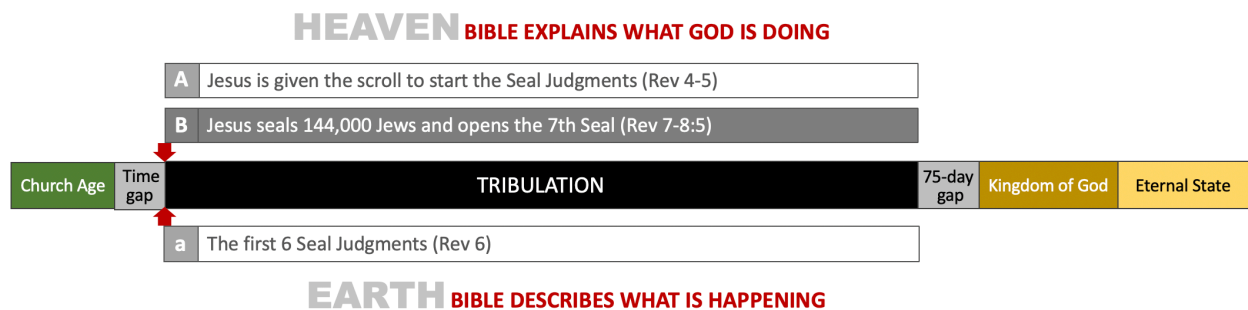 HEAVEN BIBLE EXPLAINS WHAT GOD IS DOING
A Jesus is given the scroll to start the Seal Judgments (Rev 4-5)
B Jesus seals 144,000 Jews and opens the 7th Seal (Rev 7-8:5)
Church Age
Time
gap
TRIBULATION
75-day
gap
Kingdom of God
Eternal State
a The first 6 Seal Judgments (Rev 6)
EARTH BIBLE DESCRIBES WHAT IS HAPPENING